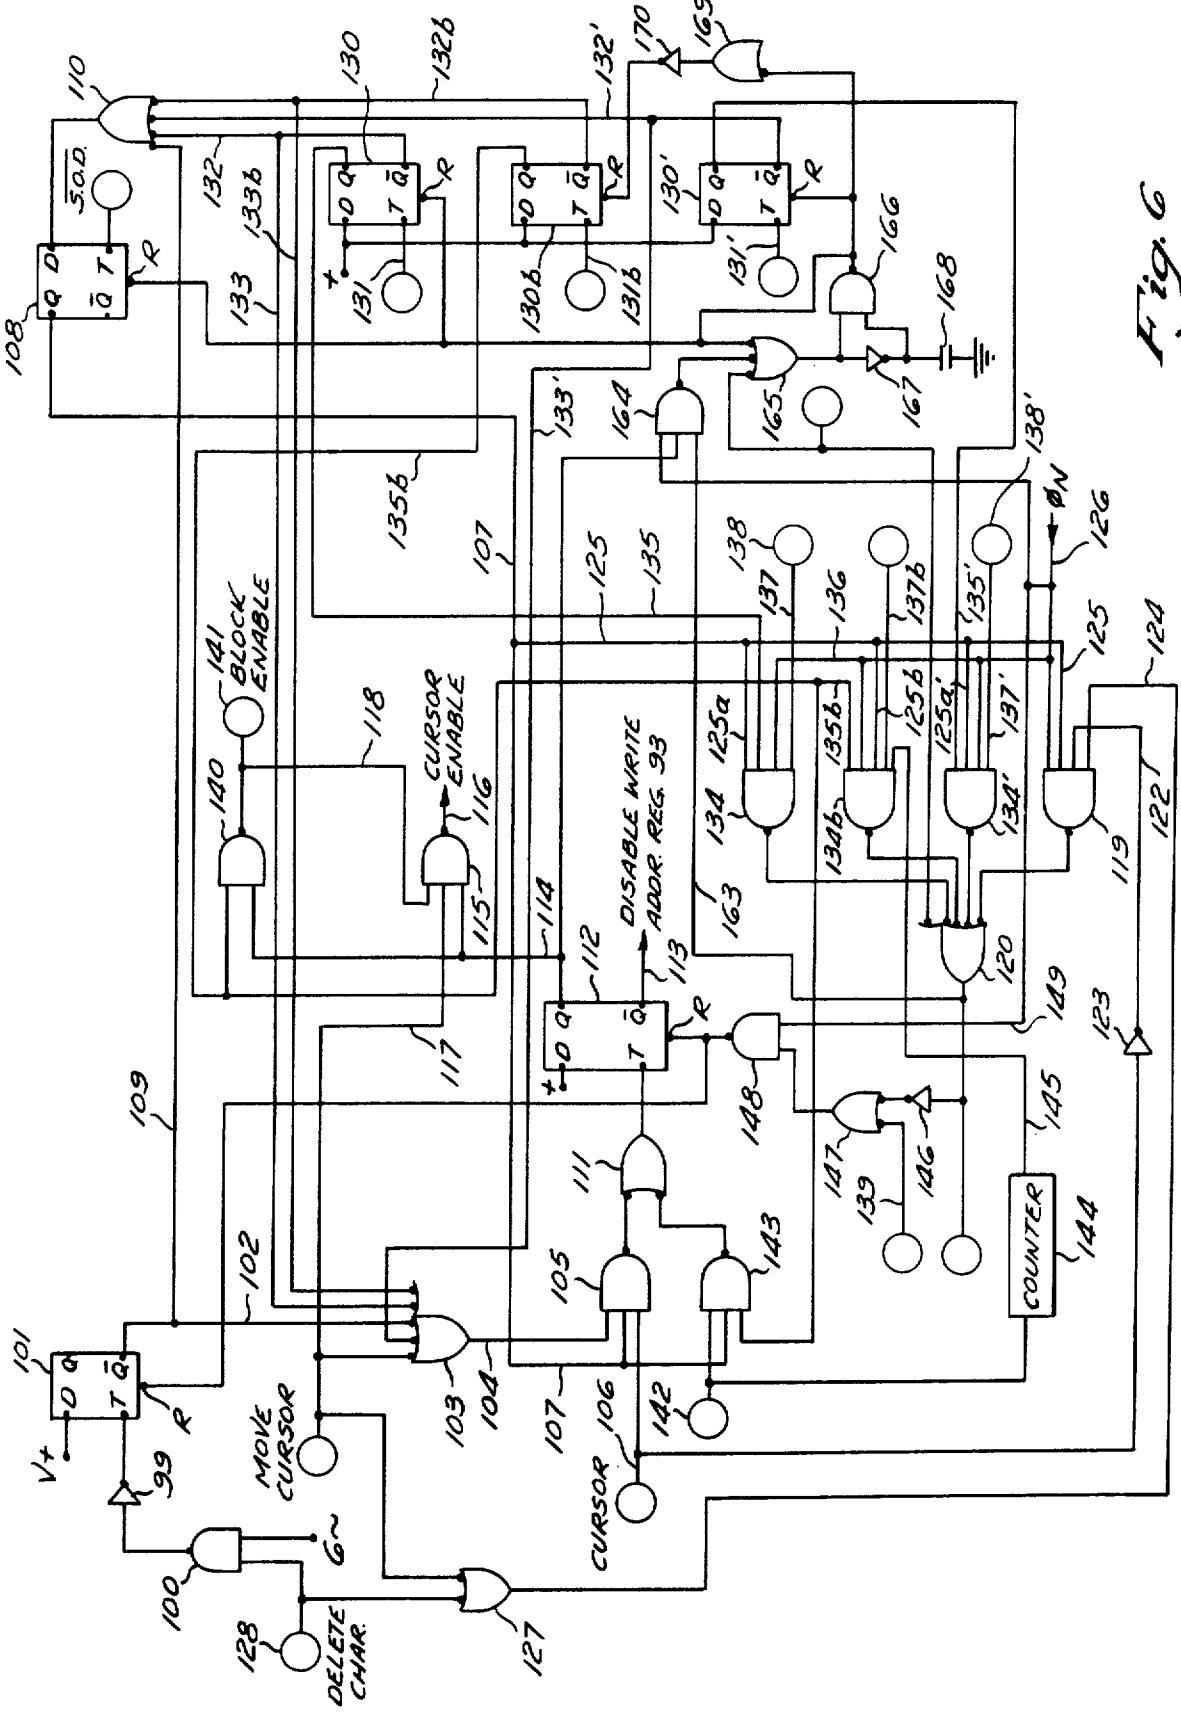 108
Q
D
Q̄
T
R
S.O.D.
110
109
133
133b
132
130
132b
132'
170
169
+
D
Q
T
Q̄
R
131
D
Q
T
Q̄
R
130b
131b
130'
D
Q
T
Q̄
R
131'
166
168
167
165
164
133'
135b
107
125
135
138
137
136
137b
135'
138'
ΦN
126
125
124
141
BLOCK
ENABLE
140
118
CURSOR
ENABLE
116
115
114
117
112
D
Q
T
Q̄
R
+
113
DISABLE WRITE
ADDR. REG. 93
125a
134
135b
134b
125b
125a'
137'
134'
119
122
163
120
149
123
148
147
146
145
139
COUNTER
144
111
105
143
142
107
106
CURSOR
104
103
102
101
D
Q
T
Q̄
R
V+
99
100
6~
MOVE
CURSOR
128
DELETE
CHAR.
127
Fig. 6